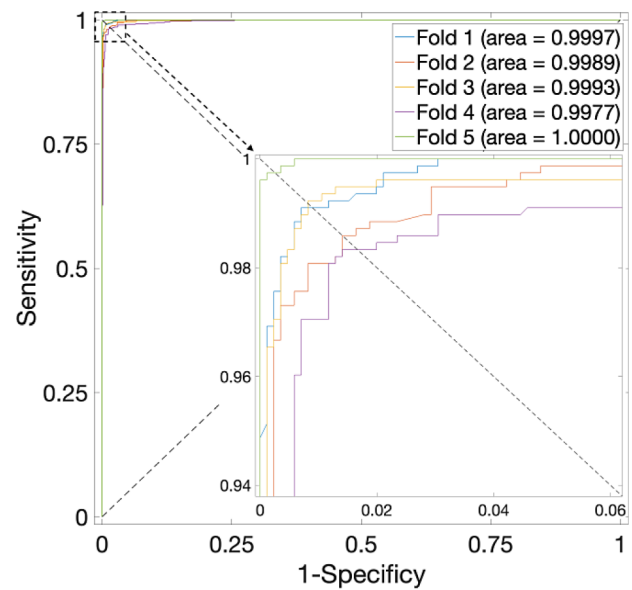 1
0.75
0.5
0.25
0
Sensitivity
Fold 1 (area = 0.9997)
Fold 2 (area = 0.9989)
Fold 3 (area = 0.9993)
Fold 4 (area = 0.9977)
Fold 5 (area = 1.0000)
1
0.98
0.96
0.94
0 0.02 0.04 0.06
0 0.25 0.5 0.75 1
1-Specificy